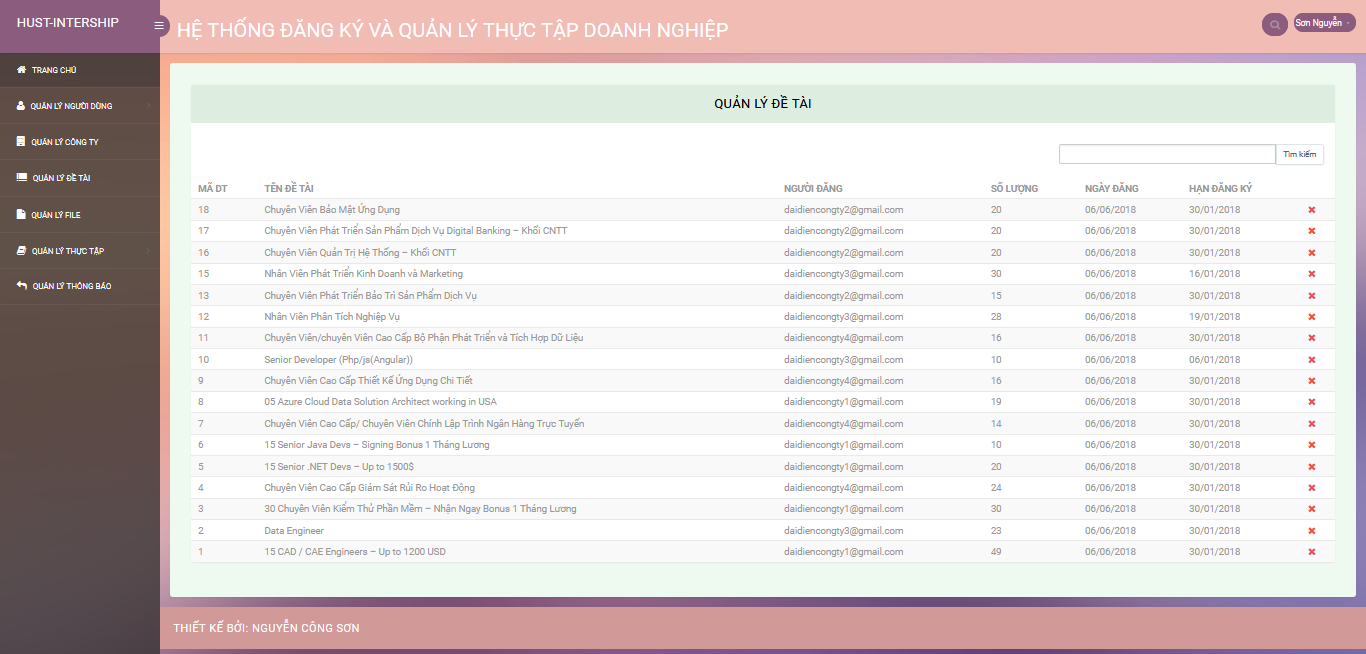 HUST-INTERSHIP
HỆ THỐNG ĐĂNG KÝ VÀ QUẢN LÝ THỰC TẬP DOANH NGHIỆP
Sơn Nguyễn
TRANG CHỦ
QUẢN LÝ NGƯỜI DÙNG
QUẢN LÝ CÔNG TY
QUẢN LÝ ĐỀ TÀI
QUẢN LÝ FILE
QUẢN LÝ THỰC TẬP
QUẢN LÝ THÔNG BÁO
QUẢN LÝ ĐỀ TÀI
Tìm kiếm
MÃ DT TÊN ĐỀ TÀI NGƯỜI ĐĂNG SỐ LƯỢNG NGÀY ĐĂNG HẠN ĐĂNG KÝ
18 Chuyên Viên Bảo Mật Ứng Dụng daidiencongty2@gmail.com 20 06/06/2018 30/01/2018
17 Chuyên Viên Phát Triển Sản Phẩm Dịch Vụ Digital Banking – Khối CNTT daidiencongty2@gmail.com 20 06/06/2018 30/01/2018
16 Chuyên Viên Quản Trị Hệ Thống – Khối CNTT daidiencongty2@gmail.com 20 06/06/2018 30/01/2018
15 Nhân Viên Phát Triển Kinh Doanh và Marketing daidiencongty3@gmail.com 30 06/06/2018 16/01/2018
13 Chuyên Viên Phát Triển Bảo Trì Sản Phẩm Dịch Vụ daidiencongty2@gmail.com 15 06/06/2018 30/01/2018
12 Nhân Viên Phân Tích Nghiệp Vụ daidiencongty3@gmail.com 28 06/06/2018 19/01/2018
11 Chuyên Viên/chuyên Viên Cao Cấp Bộ Phận Phát Triển và Tích Hợp Dữ Liệu daidiencongty4@gmail.com 16 06/06/2018 30/01/2018
10 Senior Developer (Php/js(Angular)) daidiencongty3@gmail.com 10 06/06/2018 06/01/2018
9 Chuyên Viên Cao Cấp Thiết Kế Ứng Dụng Chi Tiết daidiencongty4@gmail.com 16 06/06/2018 30/01/2018
8 05 Azure Cloud Data Solution Architect working in USA daidiencongty1@gmail.com 19 06/06/2018 30/01/2018
7 Chuyên Viên Cao Cấp/ Chuyên Viên Chính Lập Trình Ngân Hàng Trực Tuyến daidiencongty4@gmail.com 14 06/06/2018 30/01/2018
6 15 Senior Java Devs – Signing Bonus 1 Tháng Lương daidiencongty1@gmail.com 10 06/06/2018 30/01/2018
5 15 Senior .NET Devs – Up to 1500$ daidiencongty1@gmail.com 20 06/06/2018 30/01/2018
4 Chuyên Viên Cao Cấp Giám Sát Rủi Ro Hoạt Động daidiencongty4@gmail.com 24 06/06/2018 30/01/2018
3 30 Chuyên Viên Kiểm Thử Phần Mềm – Nhận Ngay Bonus 1 Tháng Lương daidiencongty1@gmail.com 30 06/06/2018 30/01/2018
2 Data Engineer daidiencongty3@gmail.com 23 06/06/2018 30/01/2018
1 15 CAD / CAE Engineers – Up to 1200 USD daidiencongty1@gmail.com 49 06/06/2018 30/01/2018
THIẾT KẾ BỞI: NGUYỄN CÔNG SƠN